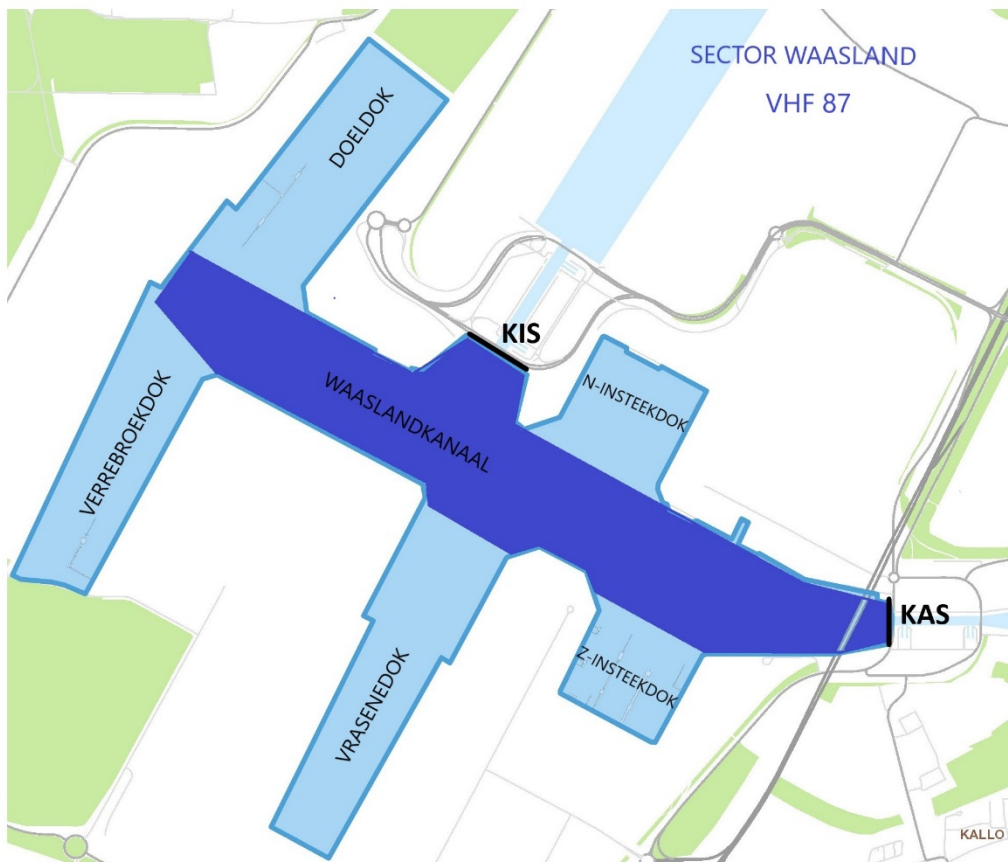 SECTOR WAASLAND
VHF 87
DOELDOK
KIS
N-INSTEEKDOK
WAASLANDKANAAL
VERREBROEKDOK
KAS
Z-INSTEEKDOK
VRASENEDOK
KALLO